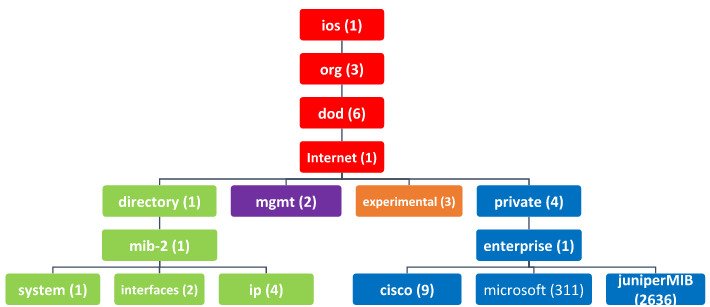 ios (1)
org (3)
dod (6)
Internet (1)
directory (1)
mgmt (2)
experimental (3)
private (4)
mib-2 (1)
enterprise (1)
system (1)
interfaces (2)
ip (4)
cisco (9)
microsoft (311)
juniperMIB
(2636)